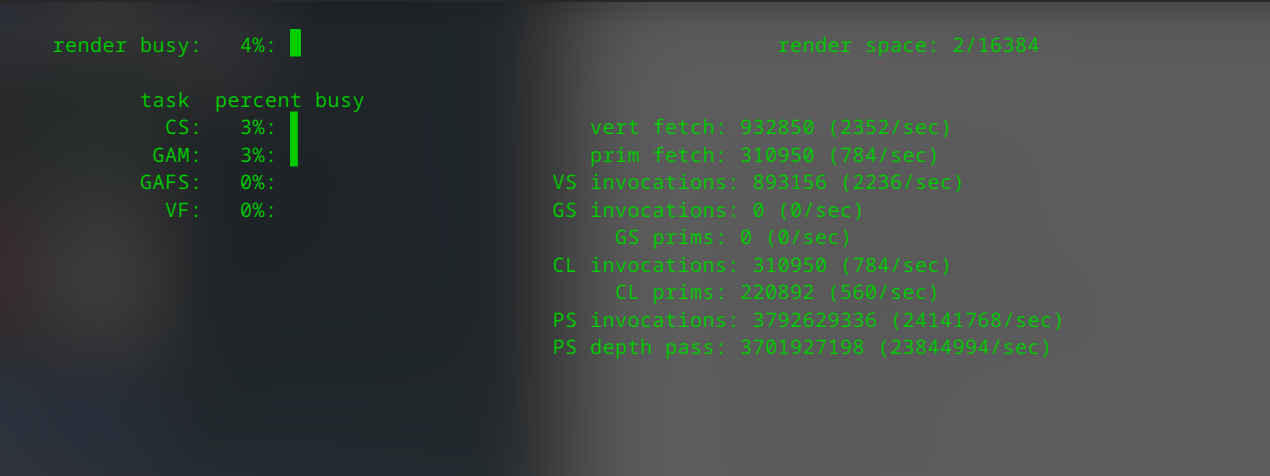 render busy:   4%:                                        render space: 2/16384
task  percent busy
CS:   3%:                         vert fetch: 932850 (2352/sec)
GAM:   3%:                         prim fetch: 310950 (784/sec)
GAFS:   0%:                      VS invocations: 893156 (2236/sec)
VF:   0%:                      GS invocations: 0 (0/sec)
GS prims: 0 (0/sec)
CL invocations: 310950 (784/sec)
CL prims: 220892 (560/sec)
PS invocations: 3792629336 (24141768/sec)
PS depth pass: 3701927198 (23844994/sec)